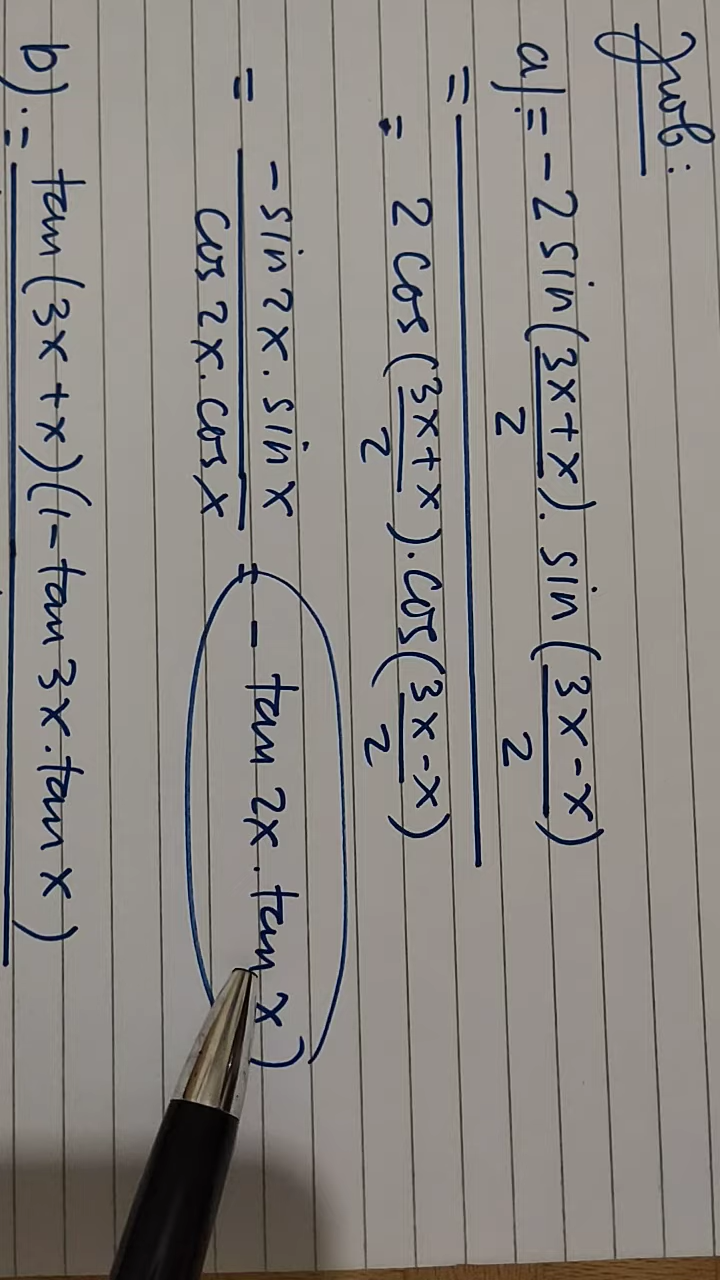 Jwb:
a) = -2 sin(3x+x/2). sin(3x-x/2)
=
= 2 cos(3x+x/2).cos(3x-x/2)
= -sin 2x. sin x / cos 2x. cos x = - tan 2x. tan x)
b) := tan(3x+x)(1-tan 3x.tan x)